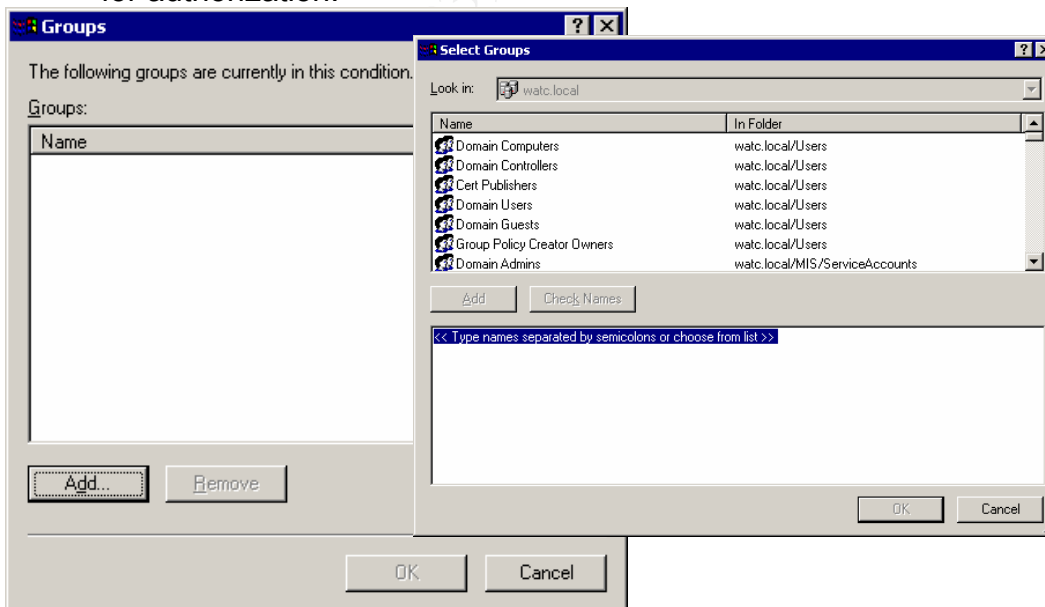 for authorization.
Groups
The following groups are currently in this condition.
Groups:
Name
Add...
Remove
OK
Cancel
Select Groups
Look in:
watc.local
Name
In Folder
Domain Computers
watc.local/Users
Domain Controllers
watc.local/Users
Cert Publishers
watc.local/Users
Domain Users
watc.local/Users
Domain Guests
watc.local/Users
Group Policy Creator Owners
watc.local/Users
Domain Admins
watc.local/MIS/ServiceAccounts
Add
Check Names
<< Type names separated by semicolons or choose from list >>
OK
Cancel